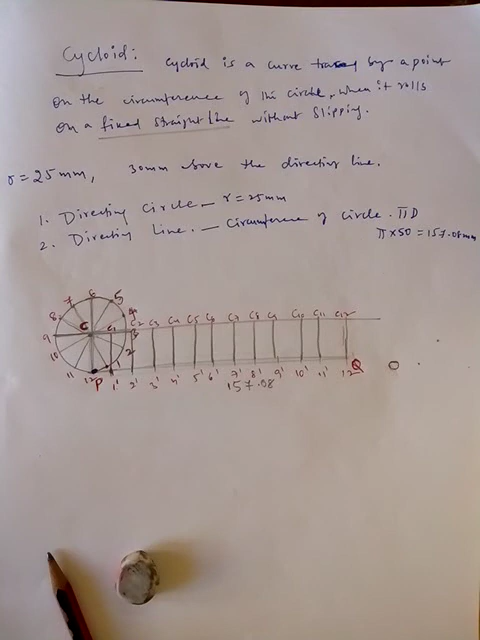 Cycloid: Cycloid is a curve traced by a point
on the circumference of the circle, when it rolls
on a fixed straight line without slipping.
r = 25mm, 30mm above the directing line.
1. Directing Circle - r = 25mm
2. Directing Line. - Circumference of circle. πD
π × 50 = 157.08mm
6 5
7 4
8 C C1 C2 C3 C4 C5 C6 C7 C8 C9 C10 C11 C12
9 3
10 2
11 12 P 1' 2' 3' 4' 5' 6' 7' 8' 9' 10' 11' 12' Q
157.08